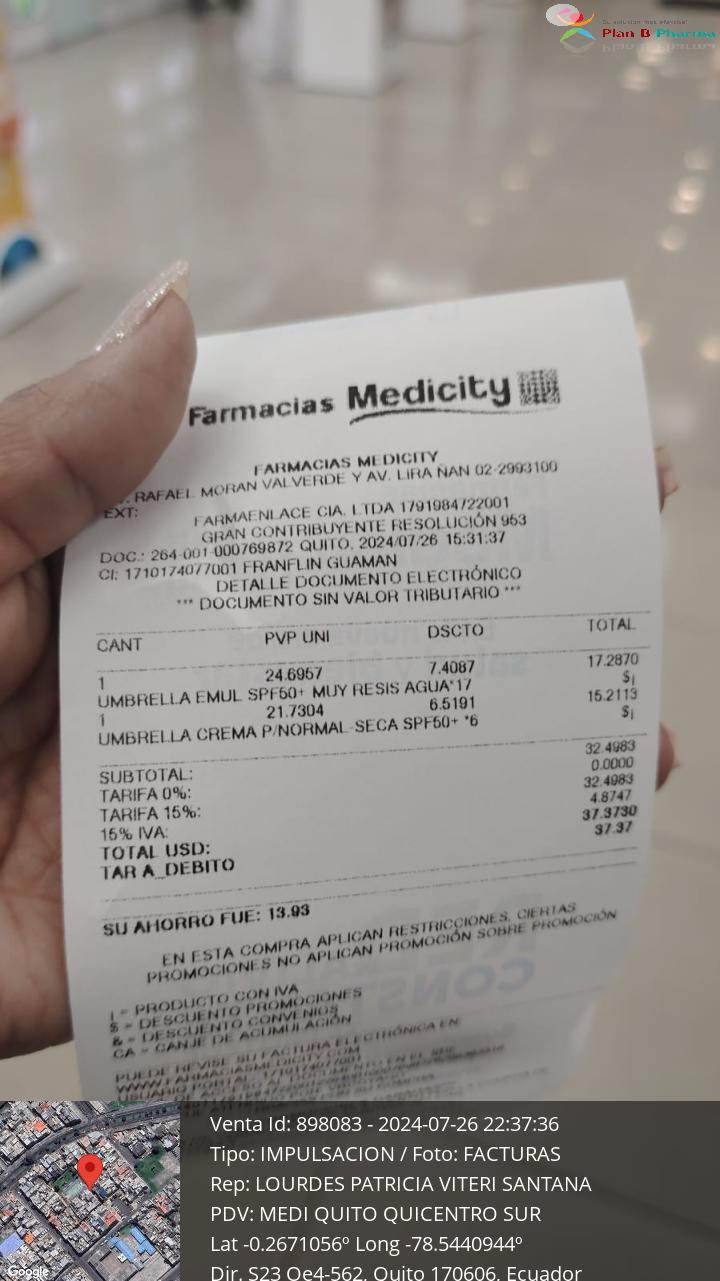 Su solución más efectiva!
Plan B Pharma
Farmacias Medicity
FARMACIAS MEDICITY
RAFAEL MORAN VALVERDE Y AV. LIRA ÑAN 02-2993100
EXT:
FARMAENLACE CIA. LTDA 1791984722001
GRAN CONTRIBUYENTE RESOLUCIÓN 953
DOC.: 264-001-000769872 QUITO, 2024/07/26 15:31:37
CI: 1710174077001 FRANFLIN GUAMAN
DETALLE DOCUMENTO ELECTRÓNICO
*** DOCUMENTO SIN VALOR TRIBUTARIO ***
CANT PVP UNI DSCTO TOTAL
1 24.6957 7.4087 17.2870
UMBRELLA EMUL SPF50+ MUY RESIS AGUA*17 $¡
1 21.7304 6.5191 15.2113
UMBRELLA CREMA P/NORMAL-SECA SPF50+ *6 $¡
SUBTOTAL: 32.4983
TARIFA 0%: 0.0000
TARIFA 15%: 32.4983
15% IVA: 4.8747
TOTAL USD: 37.3730
TAR A_DEBITO 37.37
SU AHORRO FUE: 13.93
EN ESTA COMPRA APLICAN RESTRICCIONES, CIERTAS
PROMOCIONES NO APLICAN PROMOCIÓN SOBRE PROMOCIÓN
¡ = PRODUCTO CON IVA
$ = DESCUENTO PROMOCIONES
& = DESCUENTO CONVENIOS
CA = CANJE DE ACUMULACIÓN
PUEDE REVISE SU FACTURA ELECTRÓNICA EN
WWW.FARMACIASMEDICITY.COM
Venta Id: 898083 - 2024-07-26 22:37:36
Tipo: IMPULSACION / Foto: FACTURAS
Rep: LOURDES PATRICIA VITERI SANTANA
PDV: MEDI QUITO QUICENTRO SUR
Lat -0.2671056º Long -78.5440944º
Dir. S23 Oe4-562, Quito 170606, Ecuador
Google